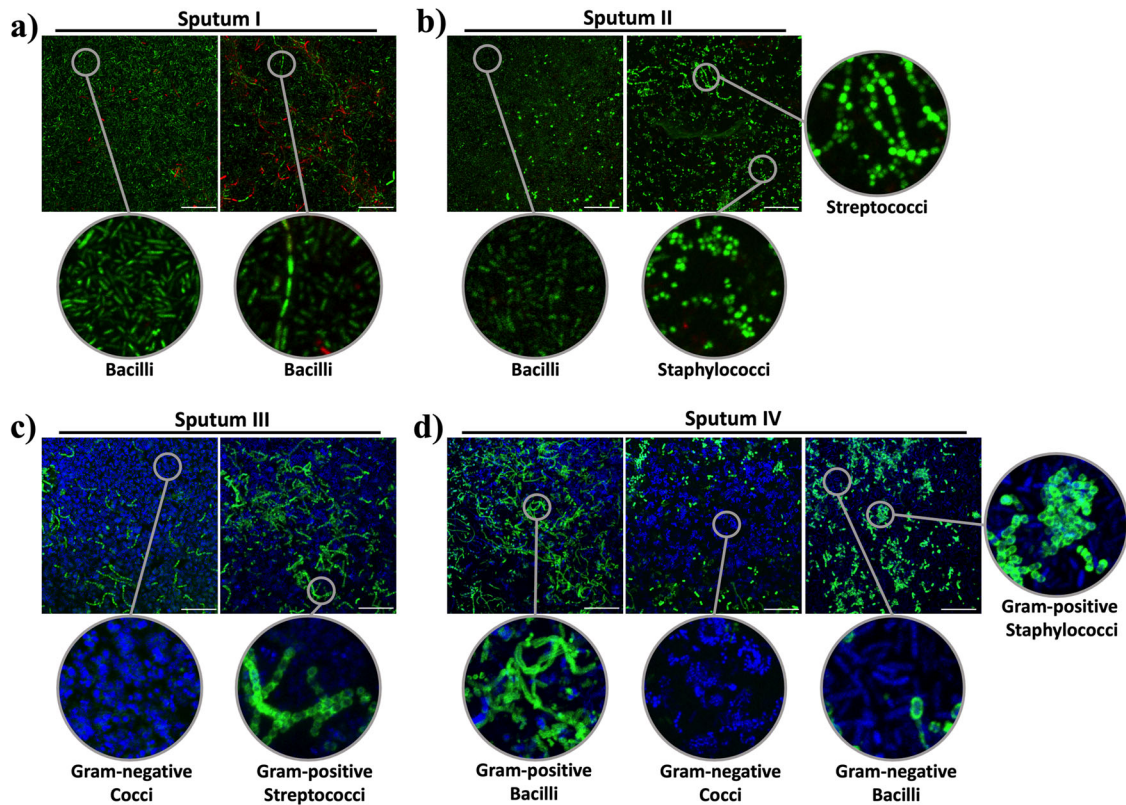 a)
Sputum I
Bacilli
Bacilli
b)
Sputum II
Streptococci
Bacilli
Staphylococci
c)
Sputum III
Gram-negative
Cocci
Gram-positive
Streptococci
d)
Sputum IV
Gram-positive
Staphylococci
Gram-positive
Bacilli
Gram-negative
Cocci
Gram-negative
Bacilli